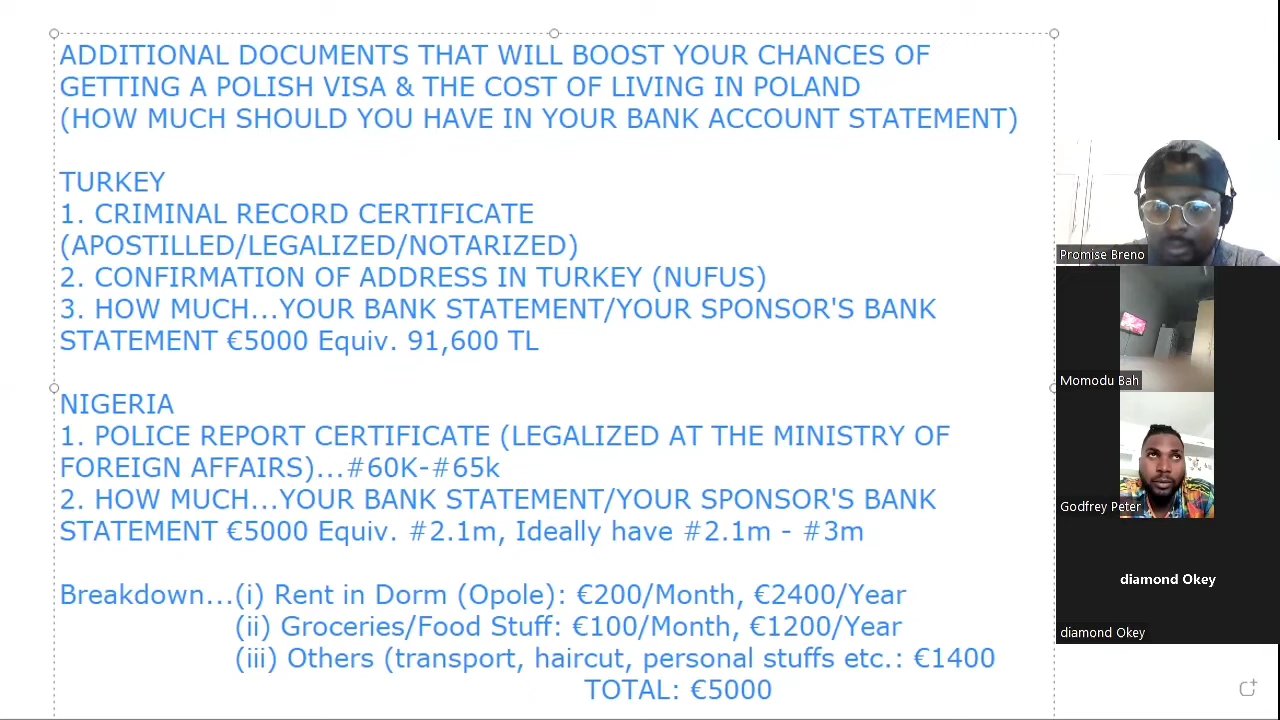 ADDITIONAL DOCUMENTS THAT WILL BOOST YOUR CHANCES OF
GETTING A POLISH VISA & THE COST OF LIVING IN POLAND
(HOW MUCH SHOULD YOU HAVE IN YOUR BANK ACCOUNT STATEMENT)
TURKEY
1. CRIMINAL RECORD CERTIFICATE
(APOSTILLED/LEGALIZED/NOTARIZED)
2. CONFIRMATION OF ADDRESS IN TURKEY (NUFUS)
3. HOW MUCH...YOUR BANK STATEMENT/YOUR SPONSOR'S BANK
STATEMENT €5000 Equiv. 91,600 TL
NIGERIA
1. POLICE REPORT CERTIFICATE (LEGALIZED AT THE MINISTRY OF
FOREIGN AFFAIRS)...#60K-#65k
2. HOW MUCH...YOUR BANK STATEMENT/YOUR SPONSOR'S BANK
STATEMENT €5000 Equiv. #2.1m, Ideally have #2.1m - #3m
Breakdown...(i) Rent in Dorm (Opole): €200/Month, €2400/Year
(ii) Groceries/Food Stuff: €100/Month, €1200/Year
(iii) Others (transport, haircut, personal stuffs etc.: €1400
TOTAL: €5000
Promise Breno
Momodu Bah
Godfrey Peter
diamond Okey
diamond Okey